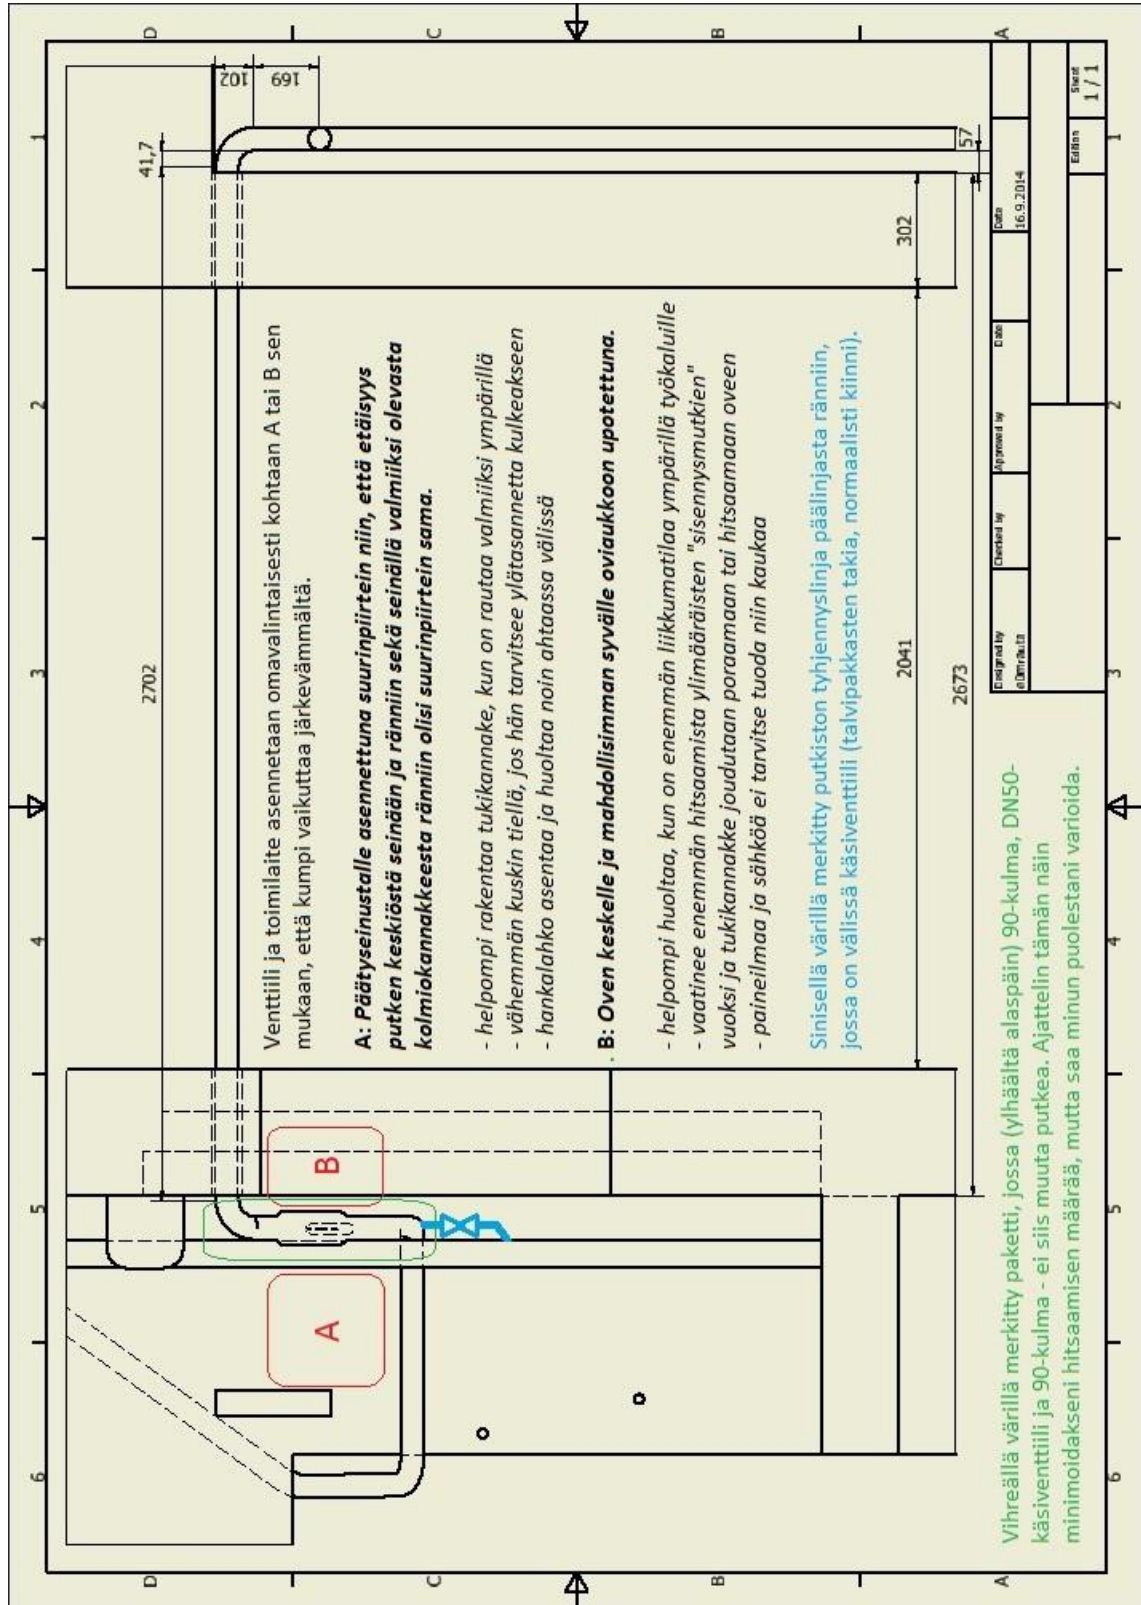 D
C
B
A
1
2
3
4
5
6
2702
41,7
102
169
Venttiili ja toimilaite asennetaan omavalintaisesti kohtaan A tai B sen
mukaan, että kumpi vaikuttaa järkevämmältä.
A: Päätyseinustalle asennettuna suurinpiirtein niin, että etäisyys
putken keskiöstä seinään ja ränniin sekä seinällä valmiiksi olevasta
kolmiokannakkeesta ränniin olisi suurinpiirtein sama.
- helpompi rakentaa tukikannake, kun on rautaa valmiiksi ympärillä
- vähemmän kuskin tiellä, jos hän tarvitsee ylätasannetta kulkeakseen
- hankalahko asentaa ja huoltaa noin ahtaassa välissä
B: Oven keskelle ja mahdollisimman syvälle oviaukkoon upotettuna.
- helpompi huoltaa, kun on enemmän liikkumatilaa ympärillä työkaluille
- vaatinee enemmän hitsaamista ylimääräisten "sisennysmutkien"
vuoksi ja tukikannakke joudutaan poraamaan tai hitsaamaan oveen
- paineilmaa ja sähköä ei tarvitse tuoda niin kaukaa
Sinisellä värillä merkitty putkiston tyhjennyslinja päälinjasta ränniin,
jossa on välissä käsiventtiili (talvipakkasten takia, normaalisti kiinni).
A
B
302
57
2041
2673
Vihreällä värillä merkitty paketti, jossa (ylhäältä alaspäin) 90-kulma, DN50-
käsiventtiili ja 90-kulma - ei siis muuta putkea. Ajattelin tämän näin
minimoidakseni hitsaamisen määrää, mutta saa minun puolestani varioida.
Designed by
Checked by
Approved by
Date
Date
16.9.2014
Edition
Sheet
1 / 1
D
C
B
A
1
2
3
4
5
6